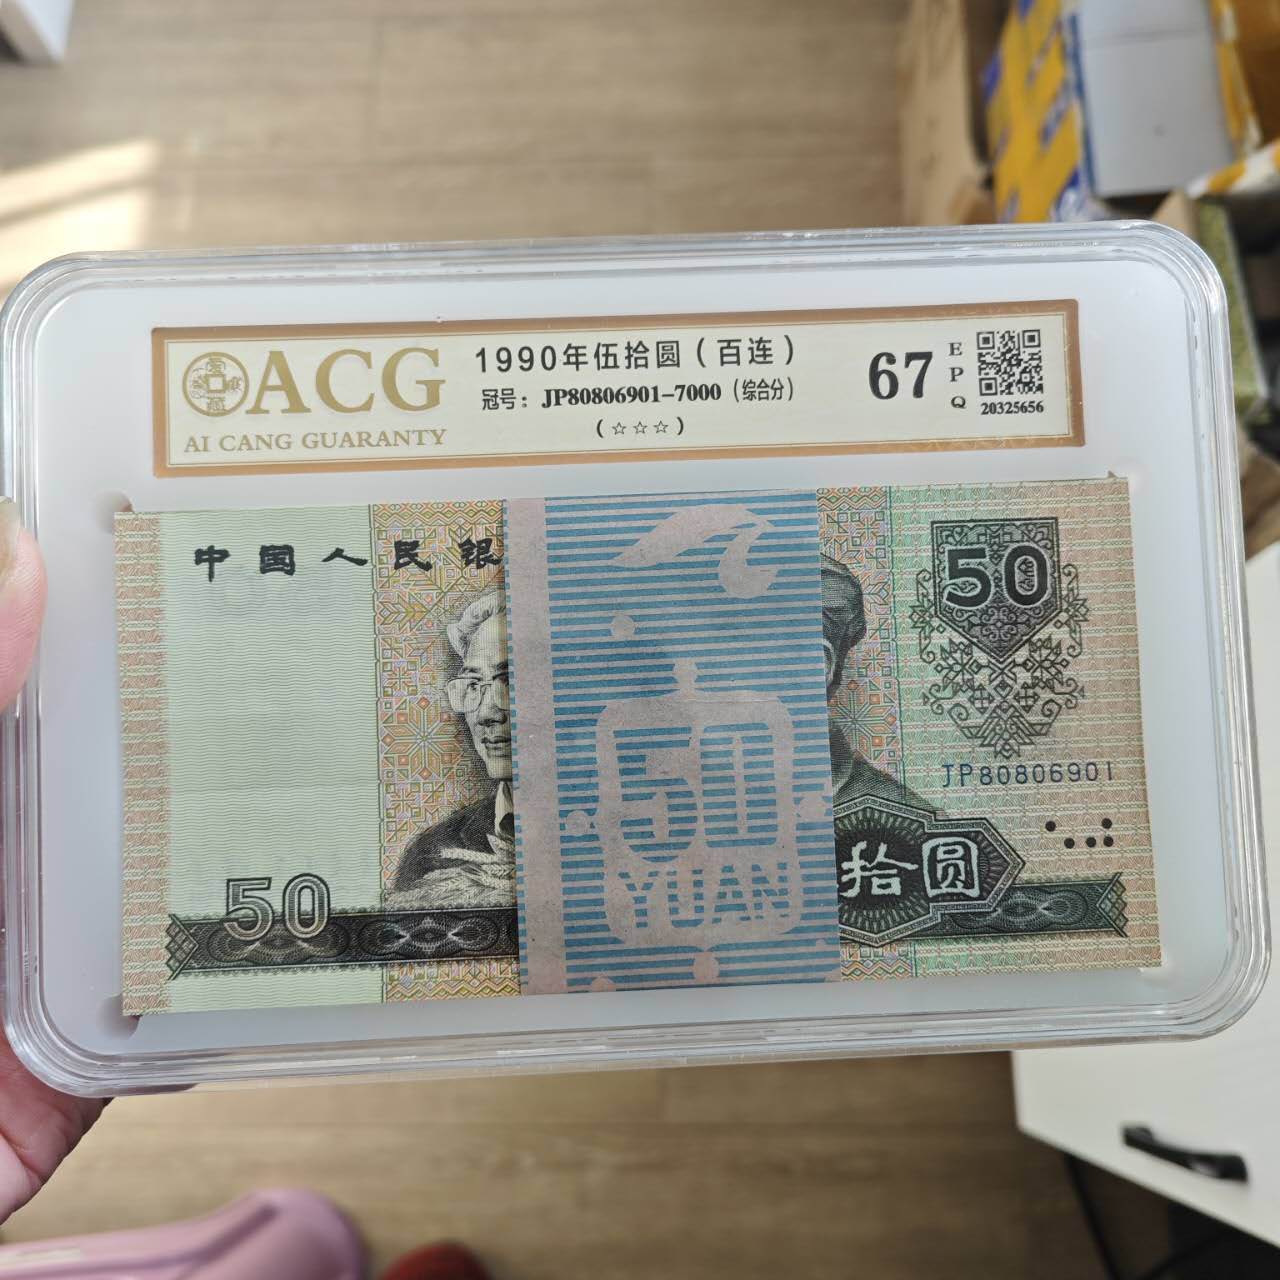 ACG
AI CANG GUARANTY
1990年伍拾圆（百连）
冠号：JP80806901-7000（综合分）
（☆☆☆）
67
EPQ
20325656
中国人民银
50
50
YUAN
50
JP80806901
拾圆